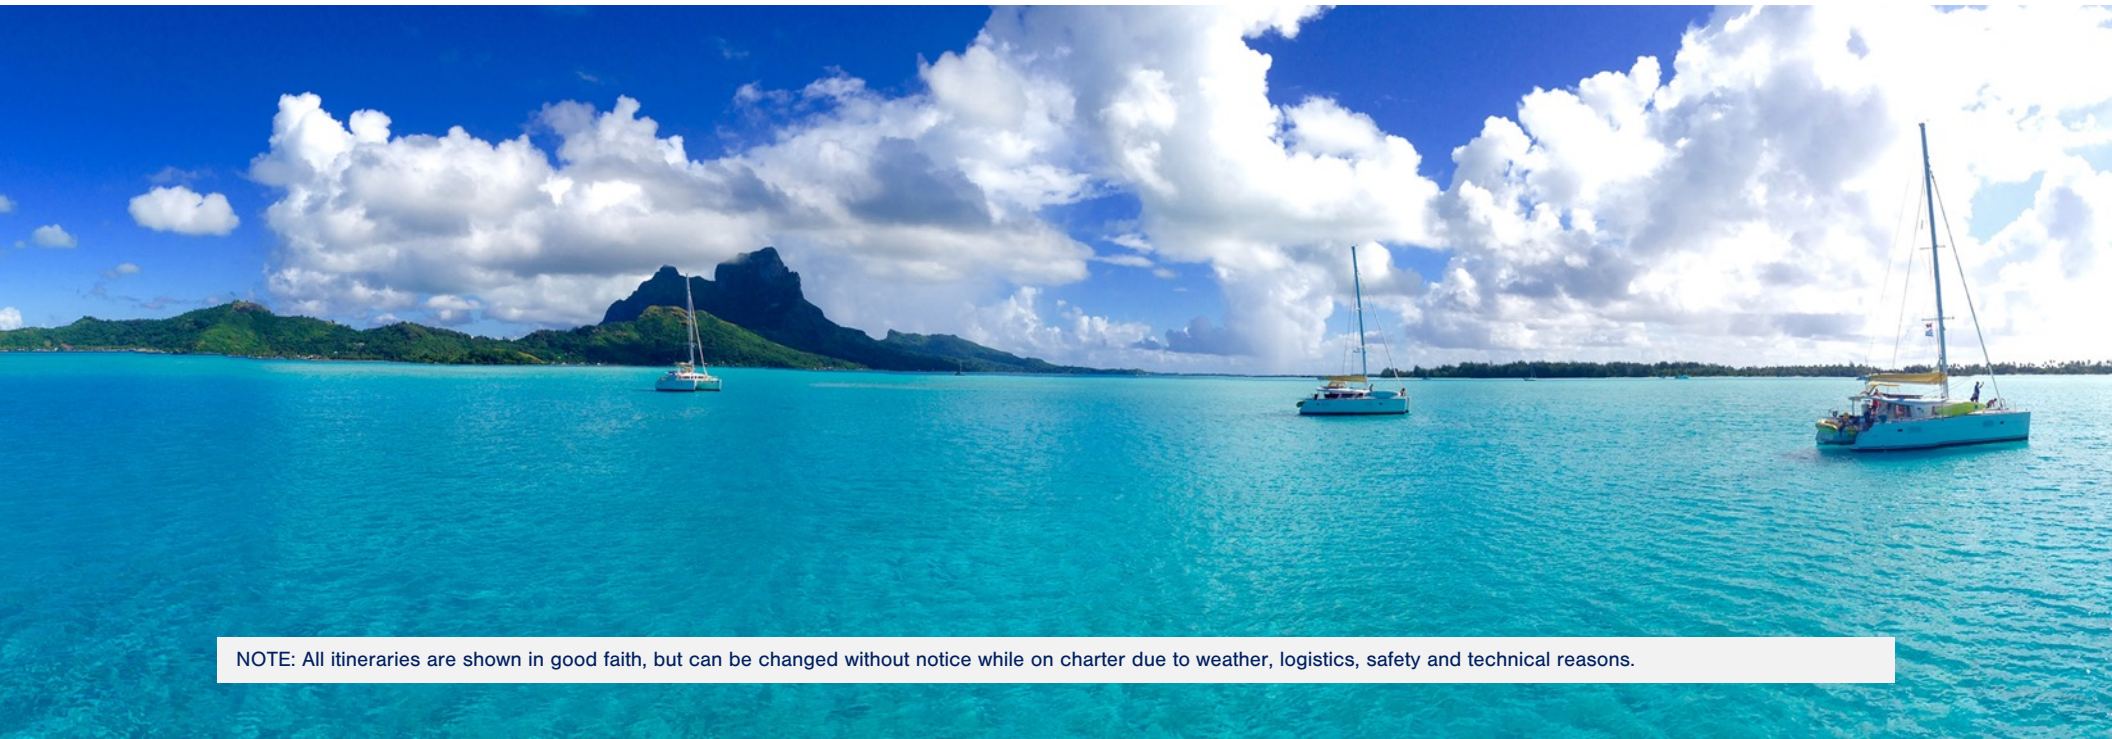 NOTE: All itineraries are shown in good faith, but can be changed without notice while on charter due to weather, logistics, safety and technical reasons.